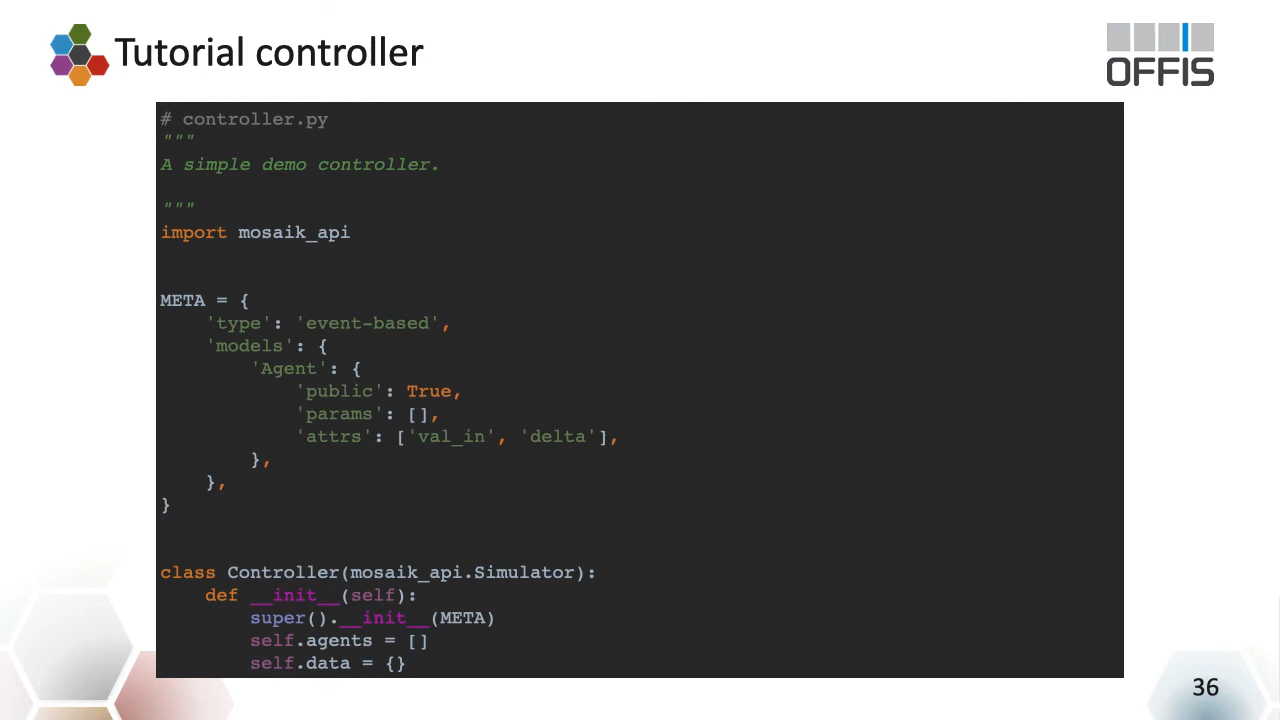 Tutorial controller
OFFIS
# controller.py
"""
A simple demo controller.
"""
import mosaik_api
META = {
    'type': 'event-based',
    'models': {
        'Agent': {
            'public': True,
            'params': [],
            'attrs': ['val_in', 'delta'],
        },
    },
}
class Controller(mosaik_api.Simulator):
    def __init__(self):
        super().__init__(META)
        self.agents = []
        self.data = {}
36